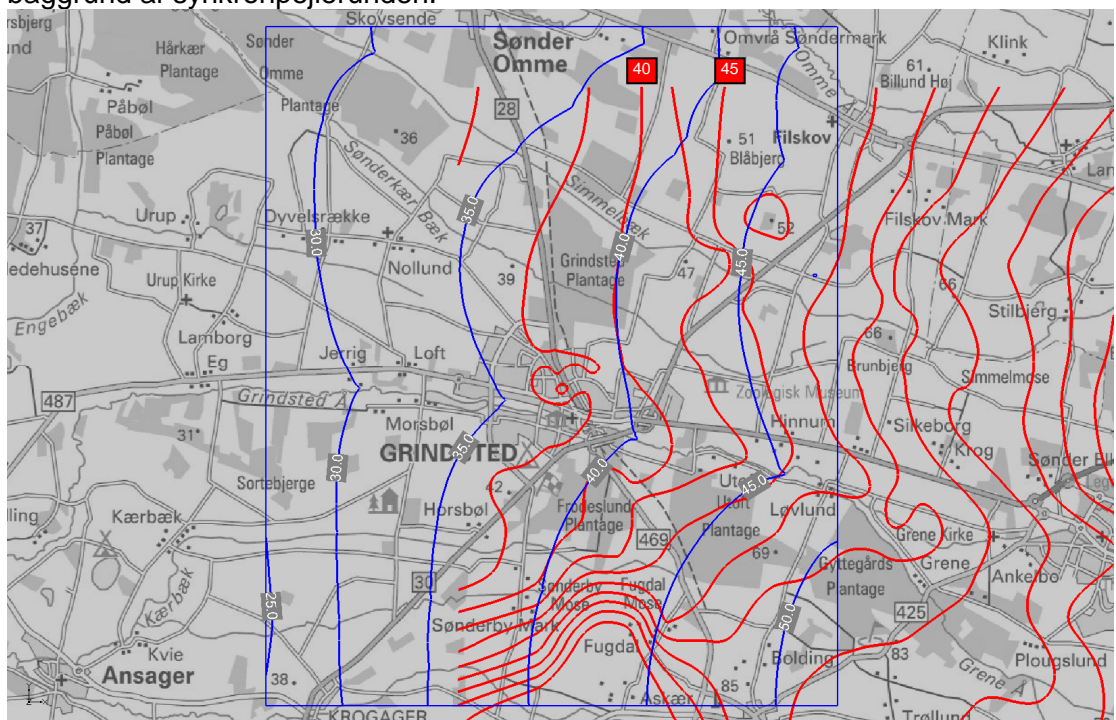 baggrund af synkronpejlerunden.
Skovsende
Sønder
Omme
Omvrå Søndermark
Klink
Hårkær
Plantage
Sønder
Omme
Plantage
40
45
61
Billund Høj
Omme Å
28
Påbøl
Påbøl
Plantage
36
51
Blåbjerg
Filskov
Sønderkær Bæk
Simmelbæk
Urup
Dyvelsrække
35.0
30.0
40.0
52
Filskov Mark
37
Nollund
39
Grindsted
Plantage
47
45.0
66
Urup Kirke
Engebæk
Stilbjerg
Lamborg
Eg
Jerrig
Loft
66
Brunbjerg
Simmelmose
487
Grindsted Å
Zoologisk Museum
Morsbøl
Hinnum
Silkeborg
Krog
31
GRINDSTED
35.0
30.0
40.0
45.0
Sortebjerge
42
Utoft
Plantage
Løvlund
Kærbæk
Horsbøl
Frødeslund
Plantage
469
69
Grene Kirke
Grene
Gyttegårds
Plantage
Ankelbo
30
Sønderby
Mose
Fugdal
Mose
25.0
50.0
425
Kærbæk
Sønderby Mark
Kvie
Fugdal
Bolding
83
Plougslund
Ansager
38
85
Grene Å
KROGAGER
Askær
Trøllund